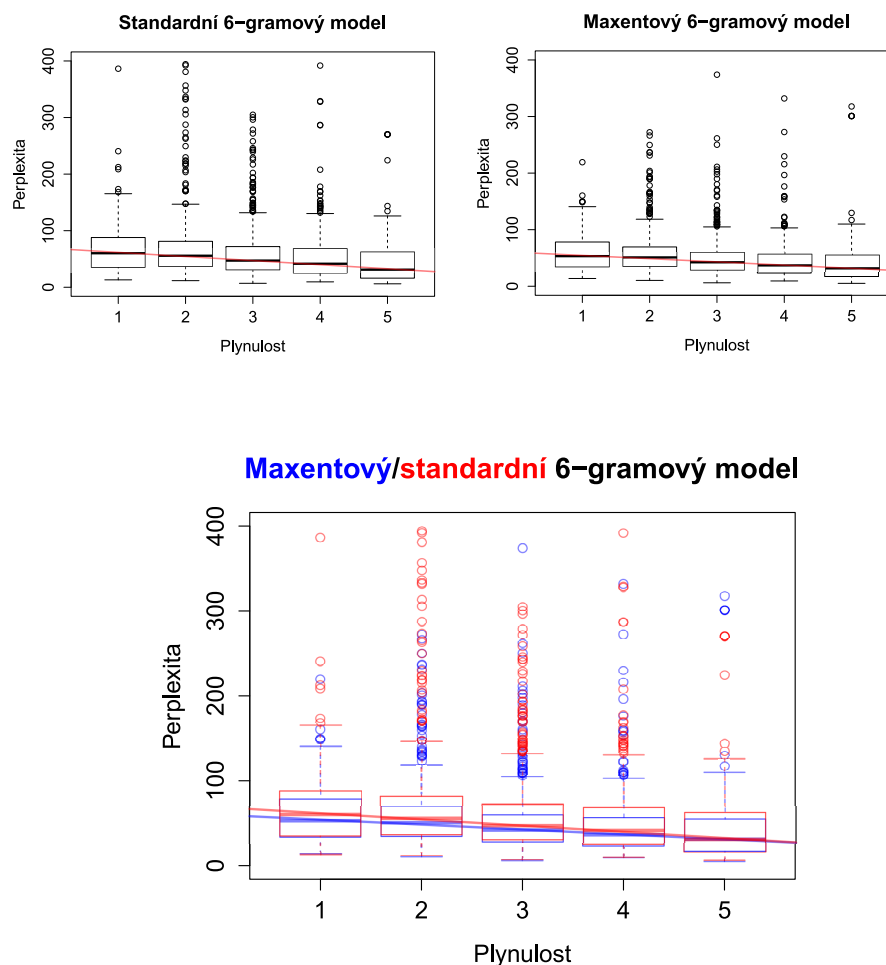 Standardní 6−gramový model
Perplexita
400
300
200
100
0
1 2 3 4 5
Plynulost
Maxentový 6−gramový model
Perplexita
400
300
200
100
0
1 2 3 4 5
Plynulost
Maxentový/standardní 6−gramový model
Perplexita
400
300
200
100
0
1 2 3 4 5
Plynulost